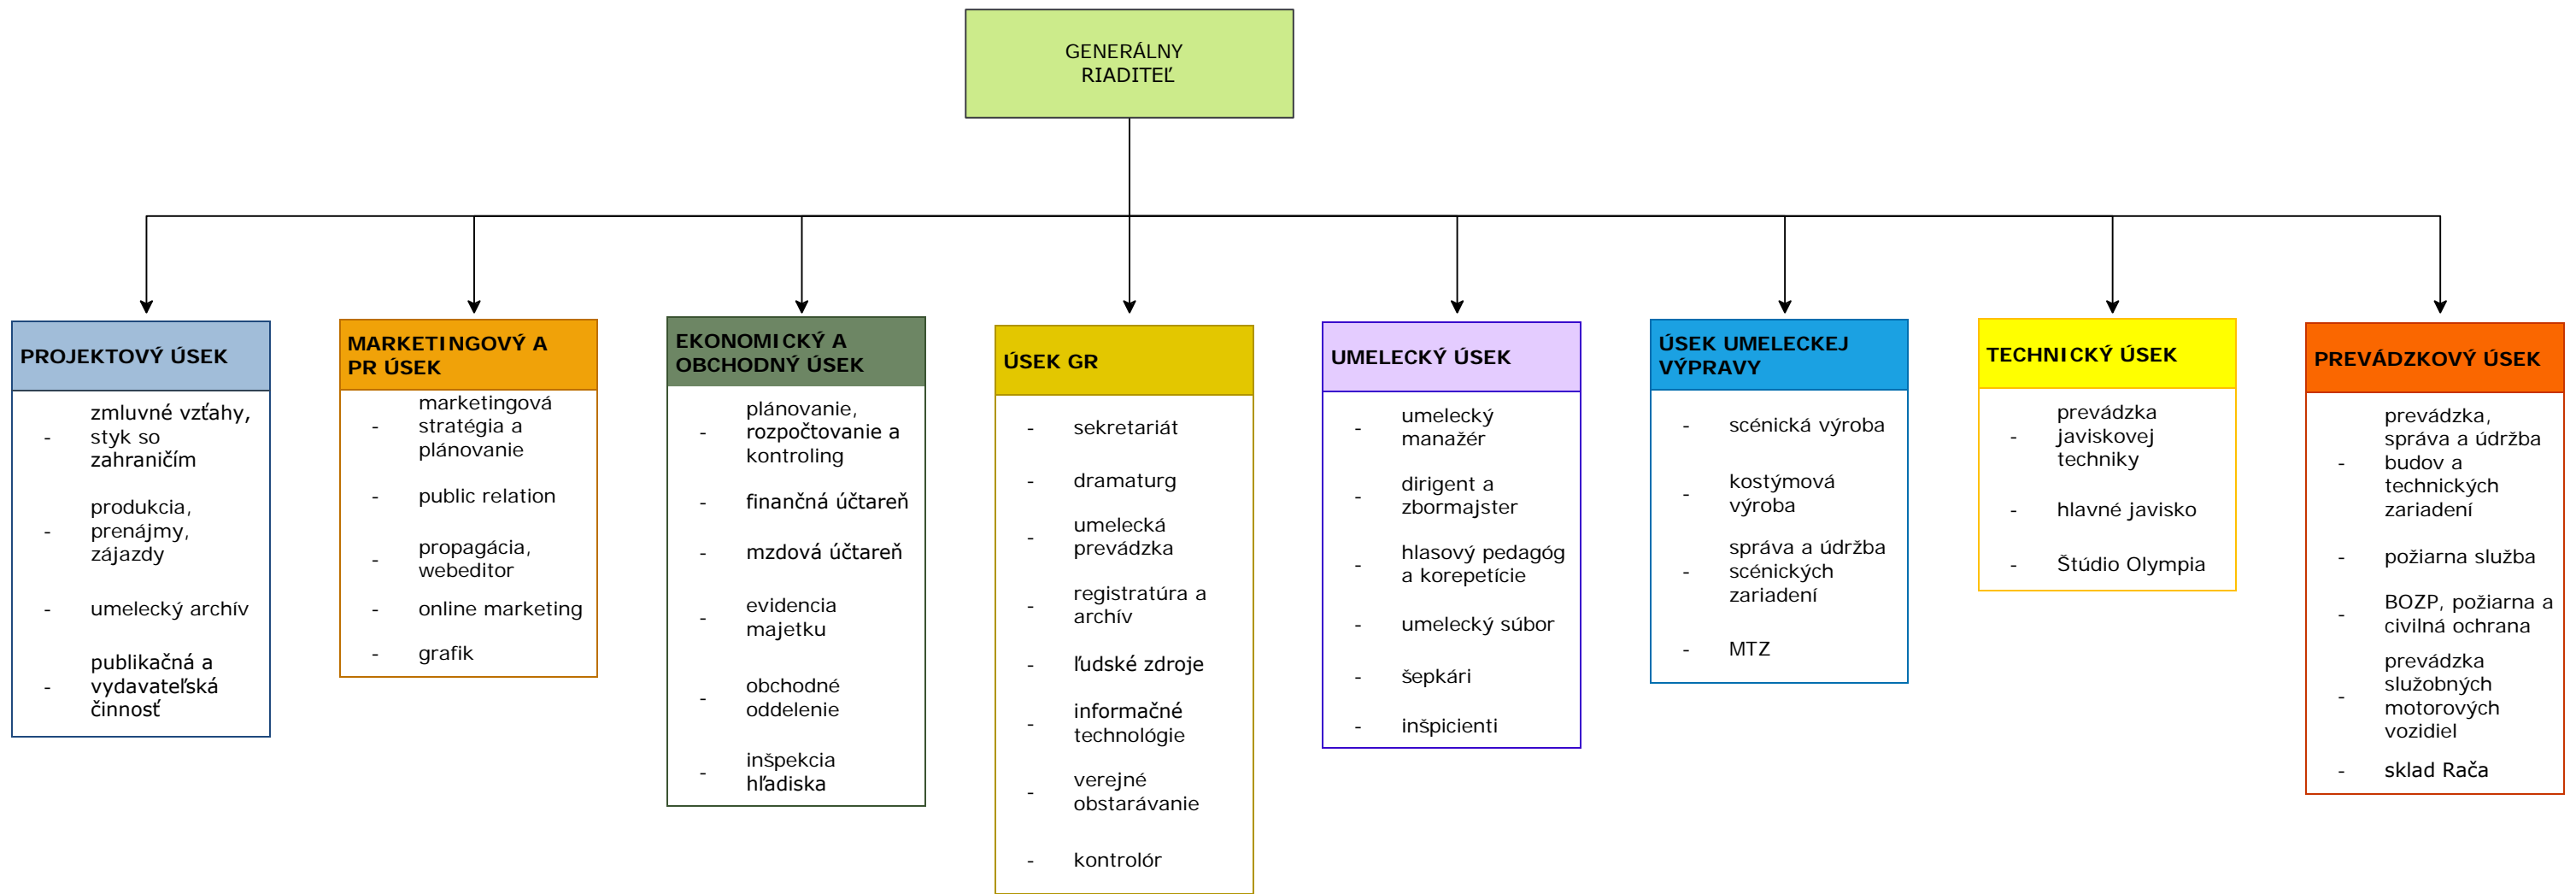 GENERÁLNY
RIADITEĽ
PROJEKTOVÝ ÚSEK
- zmluvné vzťahy,
styk so
zahraničím
- produkcia,
prenájmy,
zájazdy
- umelecký archív
- publikačná a
vydavateľská
činnosť
MARKETINGOVÝ A
PR ÚSEK
- marketingová
stratégia a
plánovanie
- public relation
- propagácia,
webeditor
- online marketing
- grafik
EKONOMICKÝ A
OBCHODNÝ ÚSEK
- plánovanie,
rozpočtovanie a
kontroling
- finančná účtareň
- mzdová účtareň
- evidencia
majetku
- obchodné
oddelenie
- inšpekcia
hľadiska
ÚSEK GR
- sekretariát
- dramaturg
- umelecká
prevádzka
- registratúra a
archív
- ľudské zdroje
- informačné
technológie
- verejné
obstarávanie
- kontrolór
UMELECKÝ ÚSEK
- umelecký
manažér
- dirigent a
zbormajster
- hlasový pedagóg
a korepetície
- umelecký súbor
- šepkári
- inšpicienti
ÚSEK UMELECKEJ
VÝPRAVY
- scénická výroba
- kostýmová
výroba
- správa a údržba
scénických
zariadení
- MTZ
TECHNICKÝ ÚSEK
- prevádzka
javiskovej
techniky
- hlavné javisko
- Štúdio Olympia
PREVÁDZKOVÝ ÚSEK
- prevádzka,
správa a údržba
budov a
technických
zariadení
- požiarna služba
- BOZP, požiarna a
civilná ochrana
- prevádzka
služobných
motorových
vozidiel
- sklad Rača